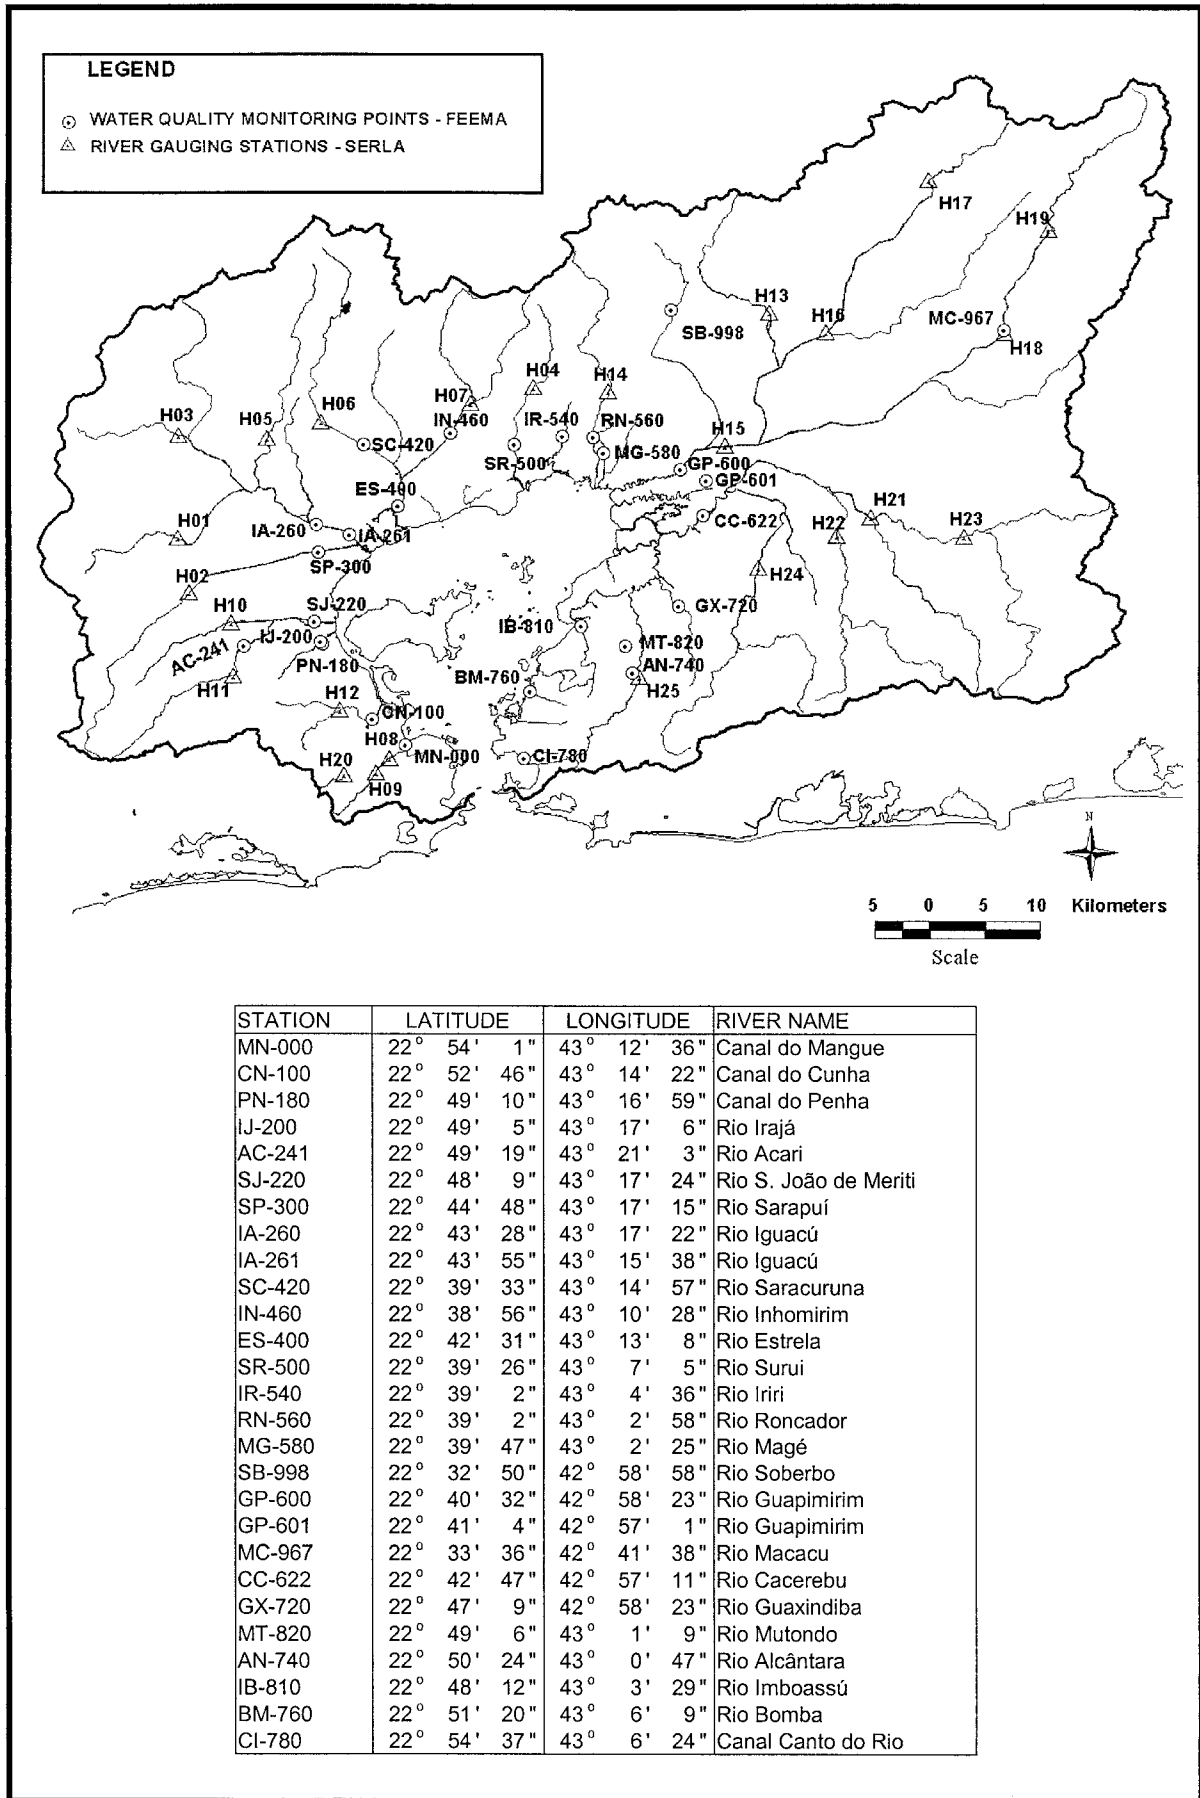 LEGEND
WATER QUALITY MONITORING POINTS - FEEMA
RIVER GAUGING STATIONS - SERLA
H17
H19
H13
H16
SB-998
MC-967
H18
H04
H14
H07
H03
H05
H06
IN-460
IR-540
RN-560
H15
SC-420
SR-500
MG-580
GP-600
GP-601
ES-400
H21
H01
IA-260
IA-261
CC-622
H22
H23
SP-300
H02
H24
H10
SJ-220
GX-720
IJ-200
IB-810
MT-820
AC-241
PN-180
AN-740
H11
BM-760
H25
H12
CN-100
H08
MN-000
CI-780
H20
H09
N
5 0 5 10 Kilometers
Scale
STATION LATITUDE LONGITUDE RIVER NAME
MN-000 22° 54' 1" 43° 12' 36" Canal do Mangue
CN-100 22° 52' 46" 43° 14' 22" Canal do Cunha
PN-180 22° 49' 10" 43° 16' 59" Canal do Penha
IJ-200 22° 49' 5" 43° 17' 6" Rio Irajá
AC-241 22° 49' 19" 43° 21' 3" Rio Acari
SJ-220 22° 48' 9" 43° 17' 24" Rio S. João de Meriti
SP-300 22° 44' 48" 43° 17' 15" Rio Sarapuí
IA-260 22° 43' 28" 43° 17' 22" Rio Iguacú
IA-261 22° 43' 55" 43° 15' 38" Rio Iguacú
SC-420 22° 39' 33" 43° 14' 57" Rio Saracuruna
IN-460 22° 38' 56" 43° 10' 28" Rio Inhomirim
ES-400 22° 42' 31" 43° 13' 8" Rio Estrela
SR-500 22° 39' 26" 43° 7' 5" Rio Surui
IR-540 22° 39' 2" 43° 4' 36" Rio Iriri
RN-560 22° 39' 2" 43° 2' 58" Rio Roncador
MG-580 22° 39' 47" 43° 2' 25" Rio Magé
SB-998 22° 32' 50" 42° 58' 58" Rio Soberbo
GP-600 22° 40' 32" 42° 58' 23" Rio Guapimirim
GP-601 22° 41' 4" 42° 57' 1" Rio Guapimirim
MC-967 22° 33' 36" 42° 41' 38" Rio Macacu
CC-622 22° 42' 47" 42° 57' 11" Rio Cacerebu
GX-720 22° 47' 9" 42° 58' 23" Rio Guaxindiba
MT-820 22° 49' 6" 43° 1' 9" Rio Mutondo
AN-740 22° 50' 24" 43° 0' 47" Rio Alcântara
IB-810 22° 48' 12" 43° 3' 29" Rio Imboassú
BM-760 22° 51' 20" 43° 6' 9" Rio Bomba
CI-780 22° 54' 37" 43° 6' 24" Canal Canto do Rio